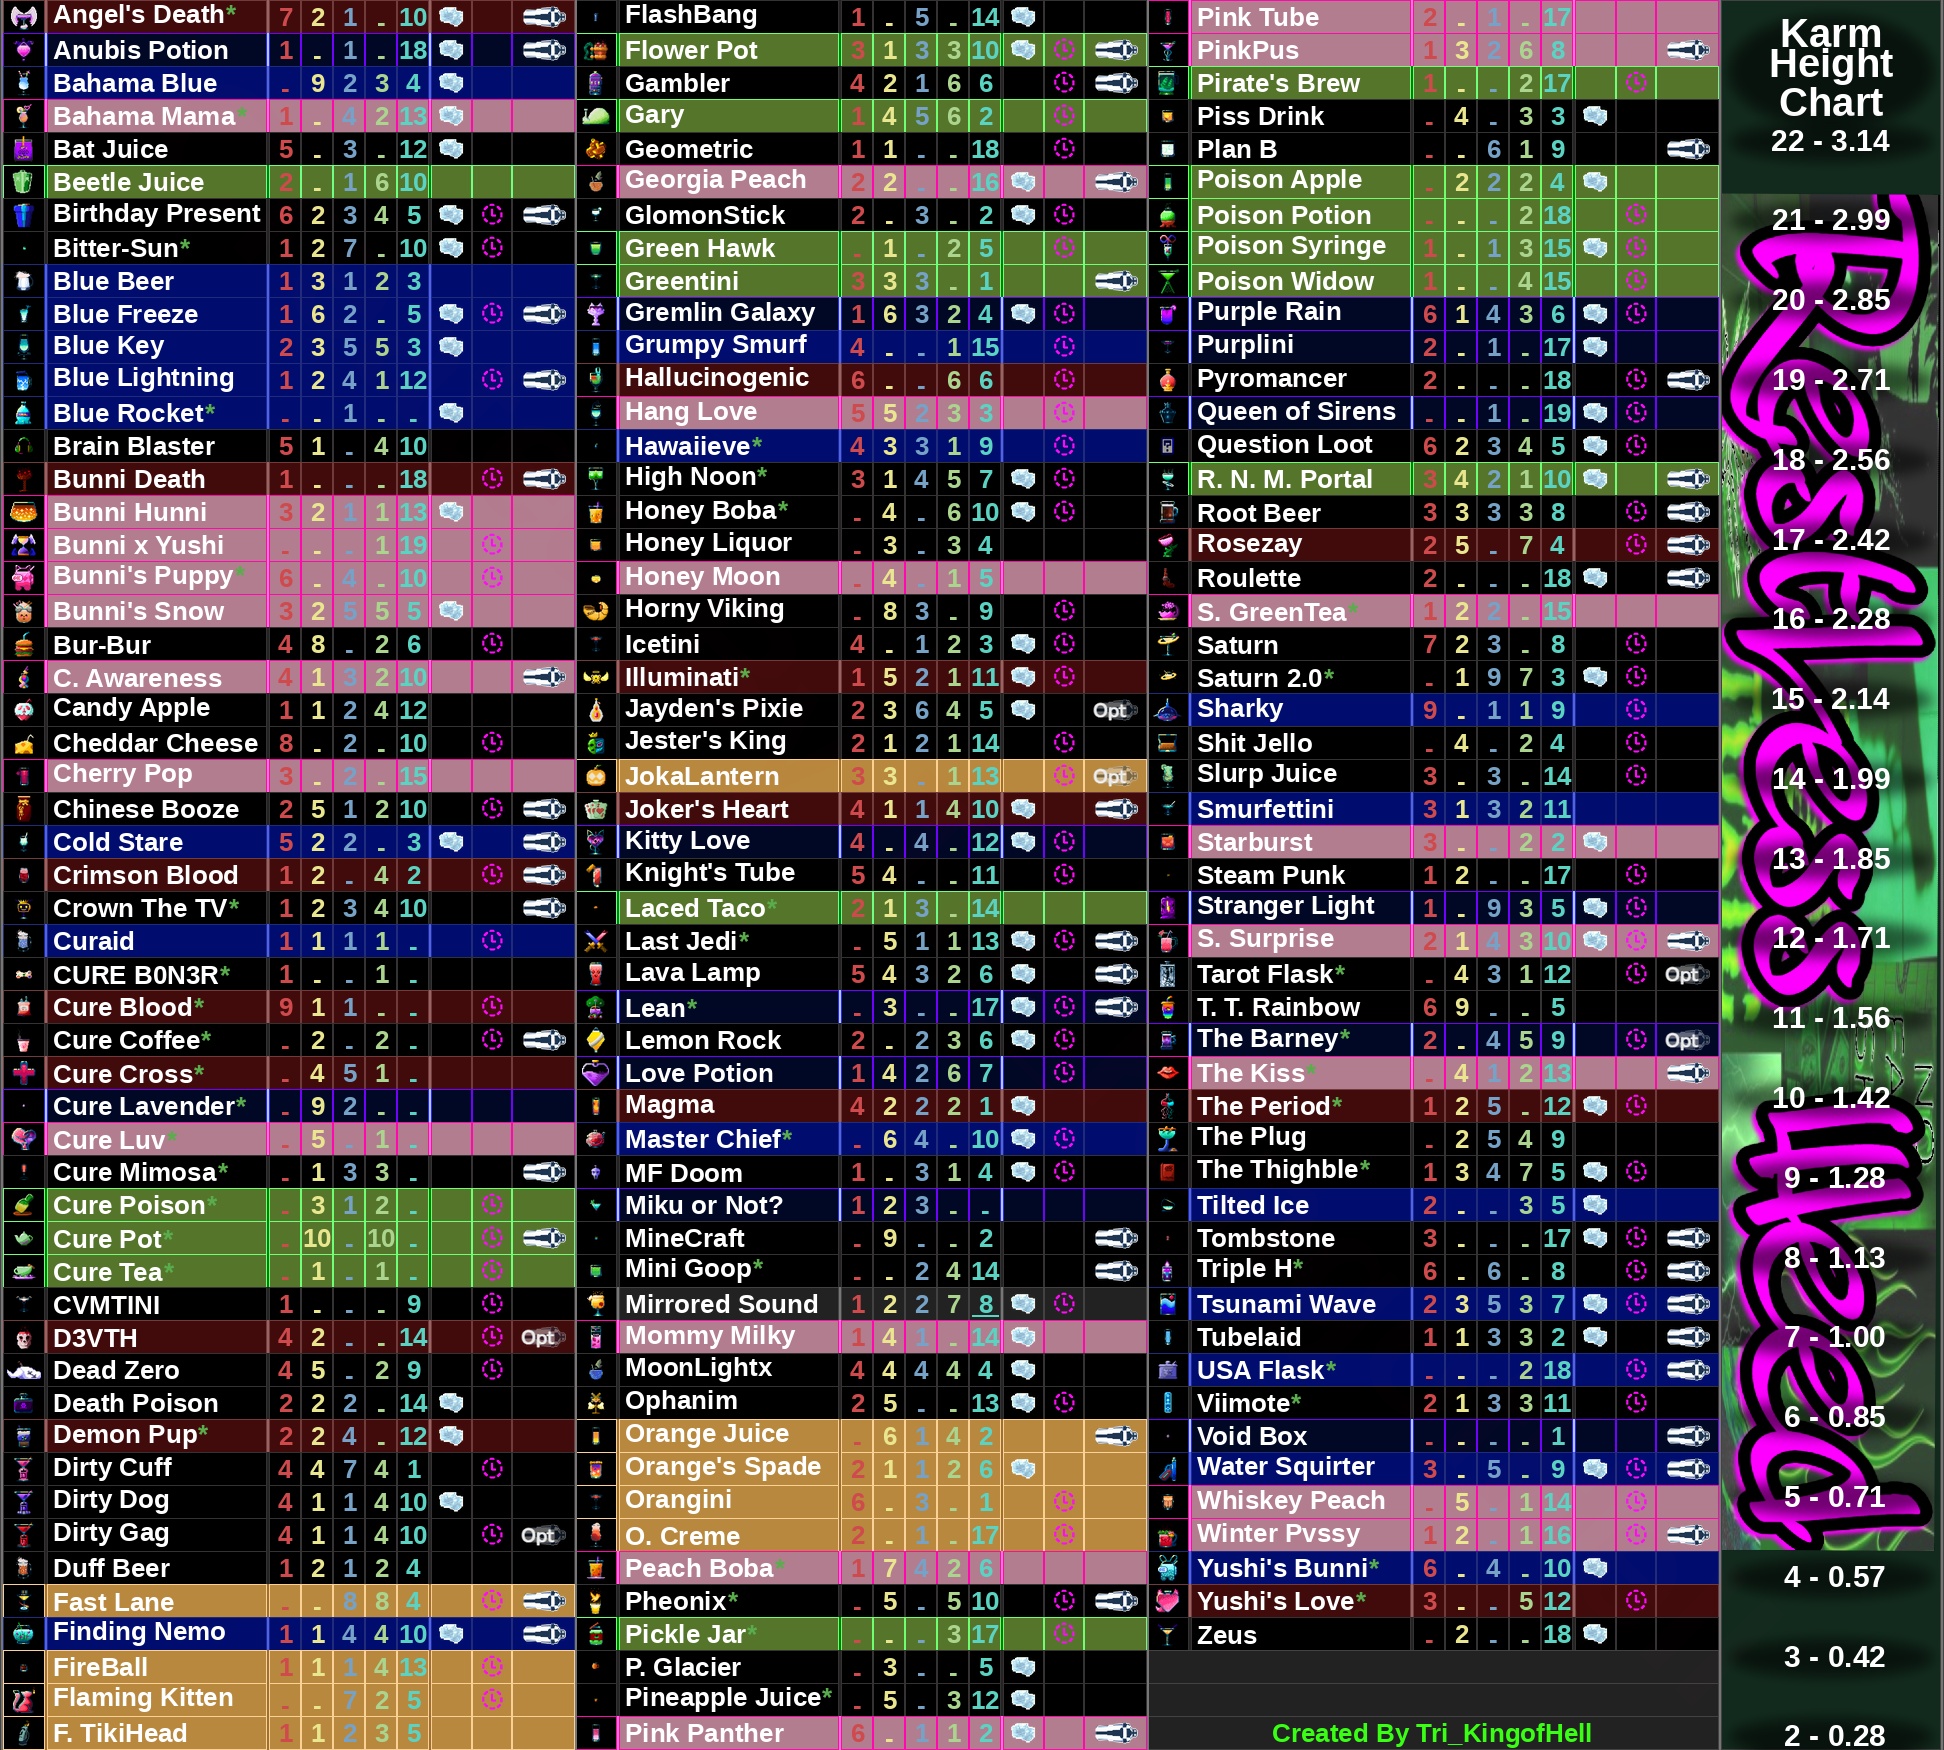 Angel's Death* 7 2 1 - 10
Anubis Potion 1 - 1 - 18
Bahama Blue - 9 2 3 4
Bahama Mama* 1 - 4 2 13
Bat Juice 5 - 3 - 12
Beetle Juice 2 - 1 6 10
Birthday Present 6 2 3 4 5
Bitter-Sun* 1 2 7 - 10
Blue Beer 1 3 1 2 3
Blue Freeze 1 6 2 - 5
Blue Key 2 3 5 5 3
Blue Lightning 1 2 4 1 12
Blue Rocket* - - 1 - -
Brain Blaster 5 1 - 4 10
Bunni Death 1 - - - 18
Bunni Hunni 3 2 1 1 13
Bunni x Yushi - - - 1 19
Bunni's Puppy* 6 - 4 - 10
Bunni's Snow 3 2 5 5 5
Bur-Bur 4 8 - 2 6
C. Awareness 4 1 3 2 10
Candy Apple 1 1 2 4 12
Cheddar Cheese 8 - 2 - 10
Cherry Pop 3 - 2 - 15
Chinese Booze 2 5 1 2 10
Cold Stare 5 2 2 - 3
Crimson Blood 1 2 - 4 2
Crown The TV* 1 2 3 4 10
Curaid 1 1 1 1 -
CURE B0N3R* 1 - - 1 -
Cure Blood* 9 1 1 - -
Cure Coffee* - 2 - 2 -
Cure Cross* - 4 5 1 -
Cure Lavender* - 9 2 - -
Cure Luv* - 5 - 1 -
Cure Mimosa* - 1 3 3 -
Cure Poison* - 3 1 2 -
Cure Pot* - 10 - 10 -
Cure Tea* - 1 - 1 -
CVMTINI 1 - - - 9
D3VTH 4 2 - - 14 Opt
Dead Zero 4 5 - 2 9
Death Poison 2 2 2 - 14
Demon Pup* 2 2 4 - 12
Dirty Cuff 4 4 7 4 1
Dirty Dog 4 1 1 4 10
Dirty Gag 4 1 1 4 10 Opt
Duff Beer 1 2 1 2 4
Fast Lane - - 8 8 4
Finding Nemo 1 1 4 4 10
FireBall 1 1 1 4 13
Flaming Kitten - - 7 2 5
F. TikiHead 1 1 2 3 5
FlashBang 1 - 5 - 14
Flower Pot 3 1 3 3 10
Gambler 4 2 1 6 6
Gary 1 4 5 6 2
Geometric 1 1 - - 18
Georgia Peach 2 2 - - 16
GlomonStick 2 - 3 - 2
Green Hawk - 1 - 2 5
Greentini 3 3 3 - 1
Gremlin Galaxy 1 6 3 2 4
Grumpy Smurf 4 - - 1 15
Hallucinogenic 6 - - 6 6
Hang Love 5 5 2 3 3
Hawaiieve* 4 3 3 1 9
High Noon* 3 1 4 5 7
Honey Boba* - 4 - 6 10
Honey Liquor - 3 - 3 4
Honey Moon - 4 - 1 5
Horny Viking - 8 3 - 9
Icetini 4 - 1 2 3
Illuminati* 1 5 2 1 11
Jayden's Pixie 2 3 6 4 5 Opt
Jester's King 2 1 2 1 14
JokaLantern 3 3 - 1 13 Opt
Joker's Heart 4 1 1 4 10
Kitty Love 4 - 4 - 12
Knight's Tube 5 4 - - 11
Laced Taco* 2 1 3 - 14
Last Jedi* - 5 1 1 13
Lava Lamp 5 4 3 2 6
Lean* - 3 - - 17
Lemon Rock 2 - 2 3 6
Love Potion 1 4 2 6 7
Magma 4 2 2 2 1
Master Chief* - 6 4 - 10
MF Doom 1 - 3 1 4
Miku or Not? 1 2 3 - -
MineCraft - 9 - - 2
Mini Goop* - - 2 4 14
Mirrored Sound 1 2 2 7 8
Mommy Milky 1 4 1 - 14
MoonLightx 4 4 4 4 4
Ophanim 2 5 - - 13
Orange Juice - 6 1 4 2
Orange's Spade 2 1 1 2 6
Orangini 6 - 3 - 1
O. Creme 2 - 1 - 17
Peach Boba* 1 7 4 2 6
Pheonix* - 5 - 5 10
Pickle Jar* - - - 3 17
P. Glacier - 3 - - 5
Pineapple Juice* - 5 - 3 12
Pink Panther 6 - 1 1 2
Pink Tube 2 - 1 - 17
PinkPus 1 3 2 6 8
Pirate's Brew 1 - - 2 17
Piss Drink - 4 - 3 3
Plan B - - 6 1 9
Poison Apple - 2 2 2 4
Poison Potion - - - 2 18
Poison Syringe 1 - 1 3 15
Poison Widow 1 - - 4 15
Purple Rain 6 1 4 3 6
Purplini 2 - 1 - 17
Pyromancer 2 - - - 18
Queen of Sirens - - 1 - 19
Question Loot 6 2 3 4 5
R. N. M. Portal 3 4 2 1 10
Root Beer 3 3 3 3 8
Rosezay 2 5 - 7 4
Roulette 2 - - - 18
S. GreenTea* 1 2 2 - 15
Saturn 7 2 3 - 8
Saturn 2.0* - 1 9 7 3
Sharky 9 - 1 1 9
Shit Jello - 4 - 2 4
Slurp Juice 3 - 3 - 14
Smurfettini 3 1 3 2 11
Starburst 3 - - 2 2
Steam Punk 1 2 - - 17
Stranger Light 1 - 9 3 5
S. Surprise 2 1 4 3 10
Tarot Flask* - 4 3 1 12 Opt
T. T. Rainbow 6 9 - - 5
The Barney* 2 - 4 5 9 Opt
The Kiss* - 4 1 2 13
The Period* 1 2 5 - 12
The Plug - 2 5 4 9
The Thighble* 1 3 4 7 5
Tilted Ice 2 - - 3 5
Tombstone 3 - - - 17
Triple H* 6 - 6 - 8
Tsunami Wave 2 3 5 3 7
Tubelaid 1 1 3 3 2
USA Flask* - - - 2 18
Viimote* 2 1 3 3 11
Void Box - - - - 1
Water Squirter 3 - 5 - 9
Whiskey Peach - 5 - 1 14
Winter Pvssy 1 2 - 1 16
Yushi's Bunni* 6 - 4 - 10
Yushi's Love* 3 - - 5 12
Zeus - 2 - - 18
Created By Tri_KingofHell
Karm
Height
Chart
22 - 3.14
21 - 2.99
20 - 2.85
19 - 2.71
18 - 2.56
17 - 2.42
16 - 2.28
15 - 2.14
14 - 1.99
13 - 1.85
12 - 1.71
11 - 1.56
10 - 1.42
9 - 1.28
8 - 1.13
7 - 1.00
6 - 0.85
5 - 0.71
4 - 0.57
3 - 0.42
2 - 0.28